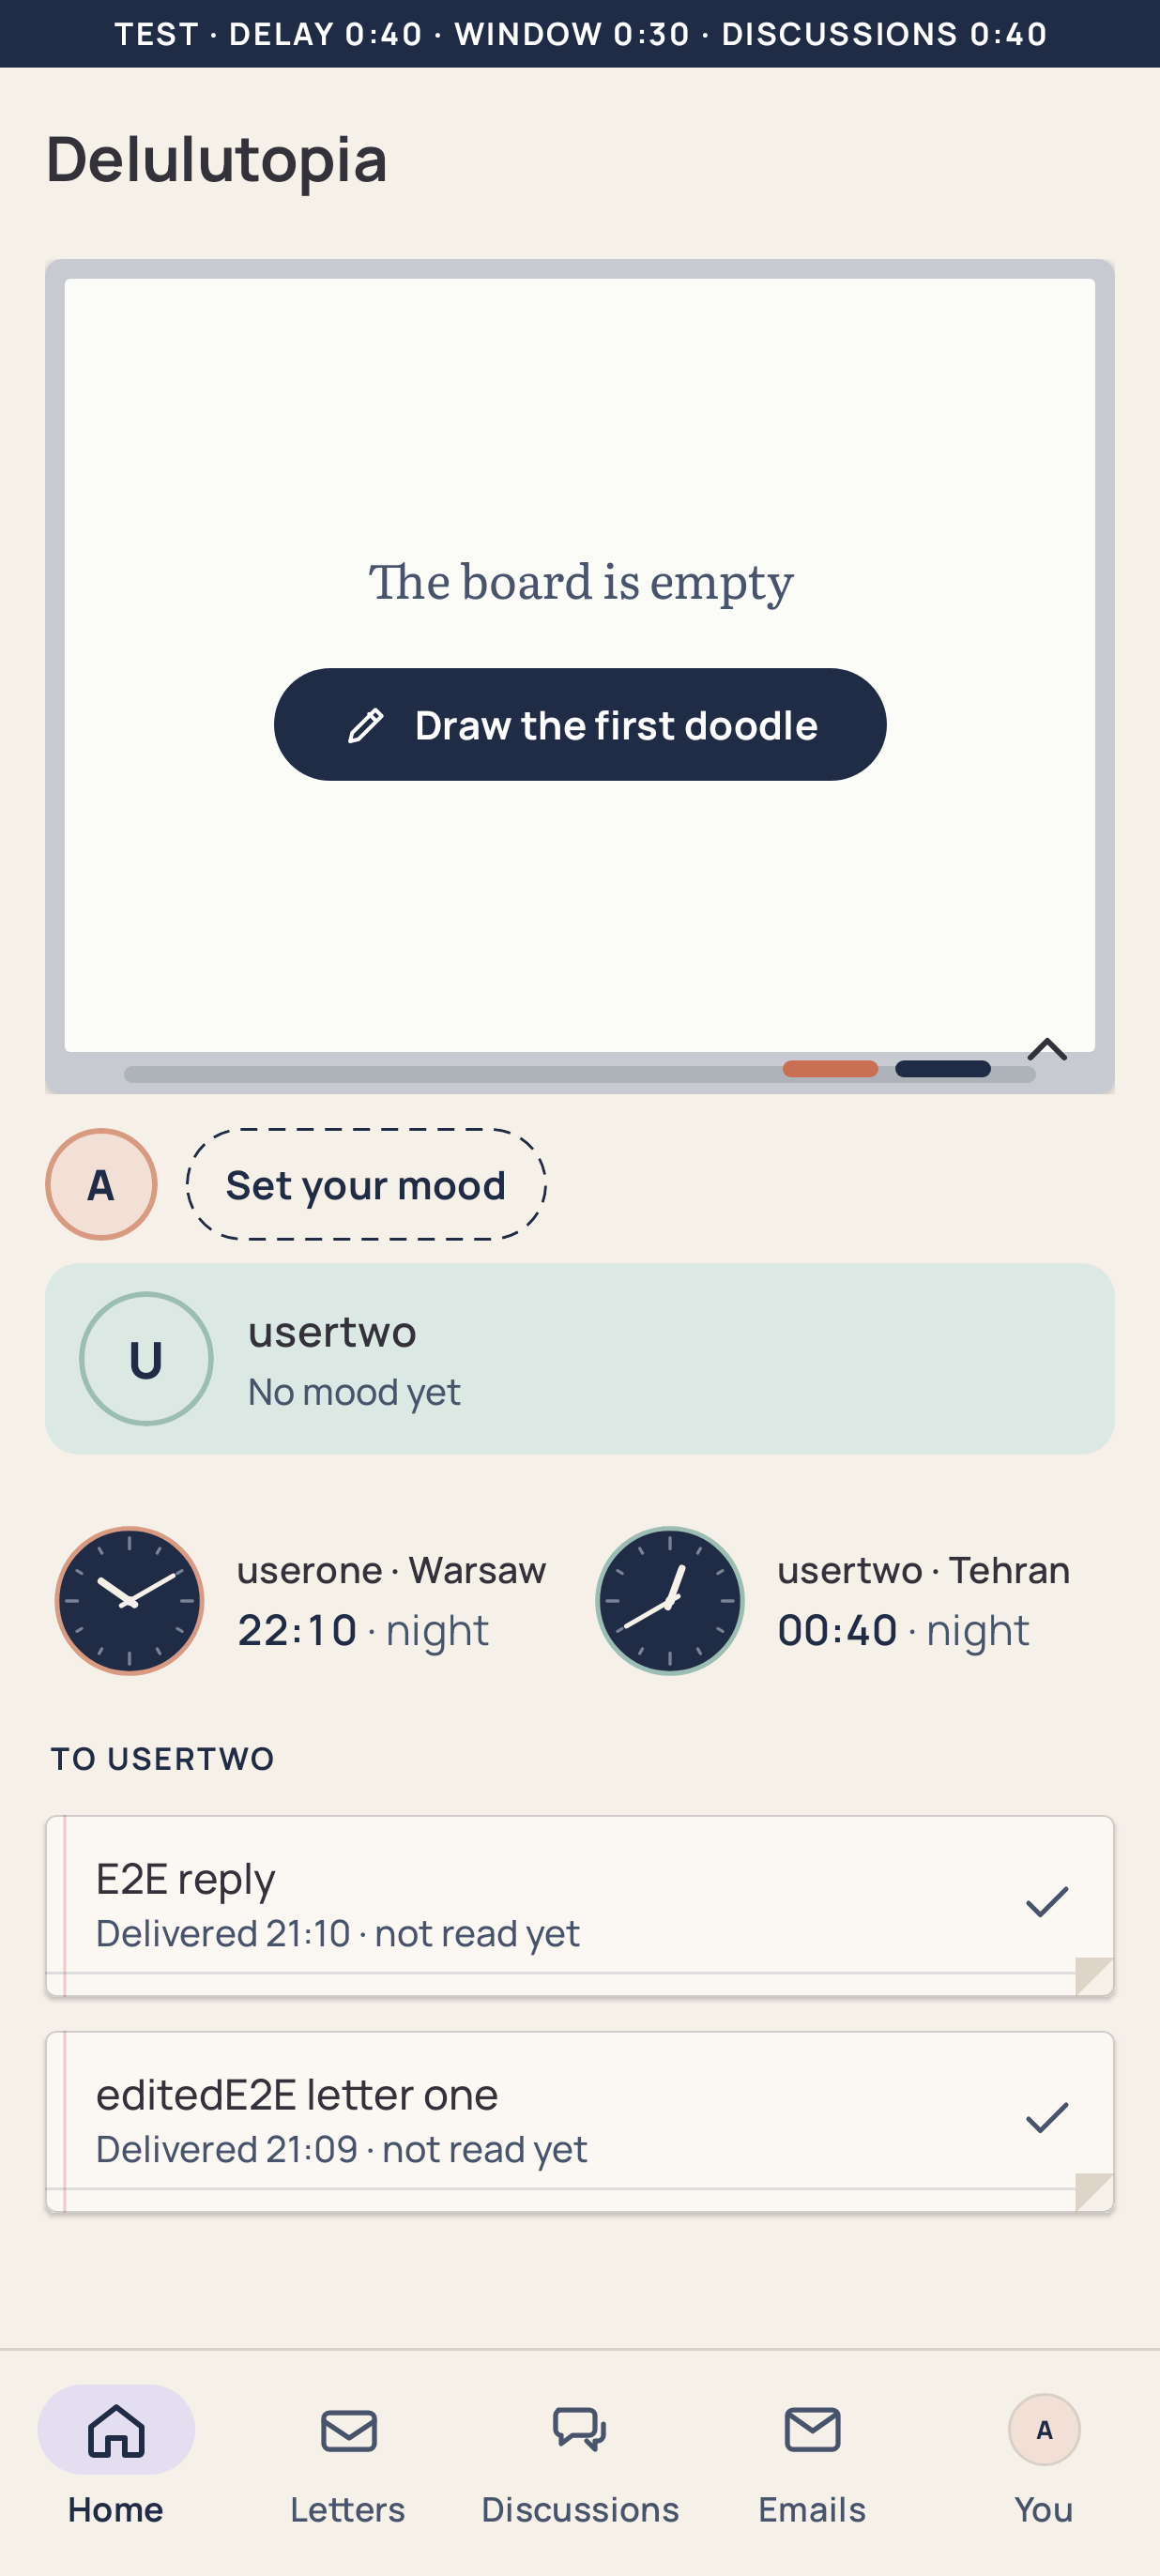 TEST · DELAY 0:40 · WINDOW 0:30 · DISCUSSIONS 0:40
Delulutopia
The board is empty
Draw the first doodle
A
Set your mood
U
usertwo
No mood yet
userone · Warsaw
22:10 · night
usertwo · Tehran
00:40 · night
TO USERTWO
E2E reply
Delivered 21:10 · not read yet
editedE2E letter one
Delivered 21:09 · not read yet
A
Home
Letters
Discussions
Emails
You